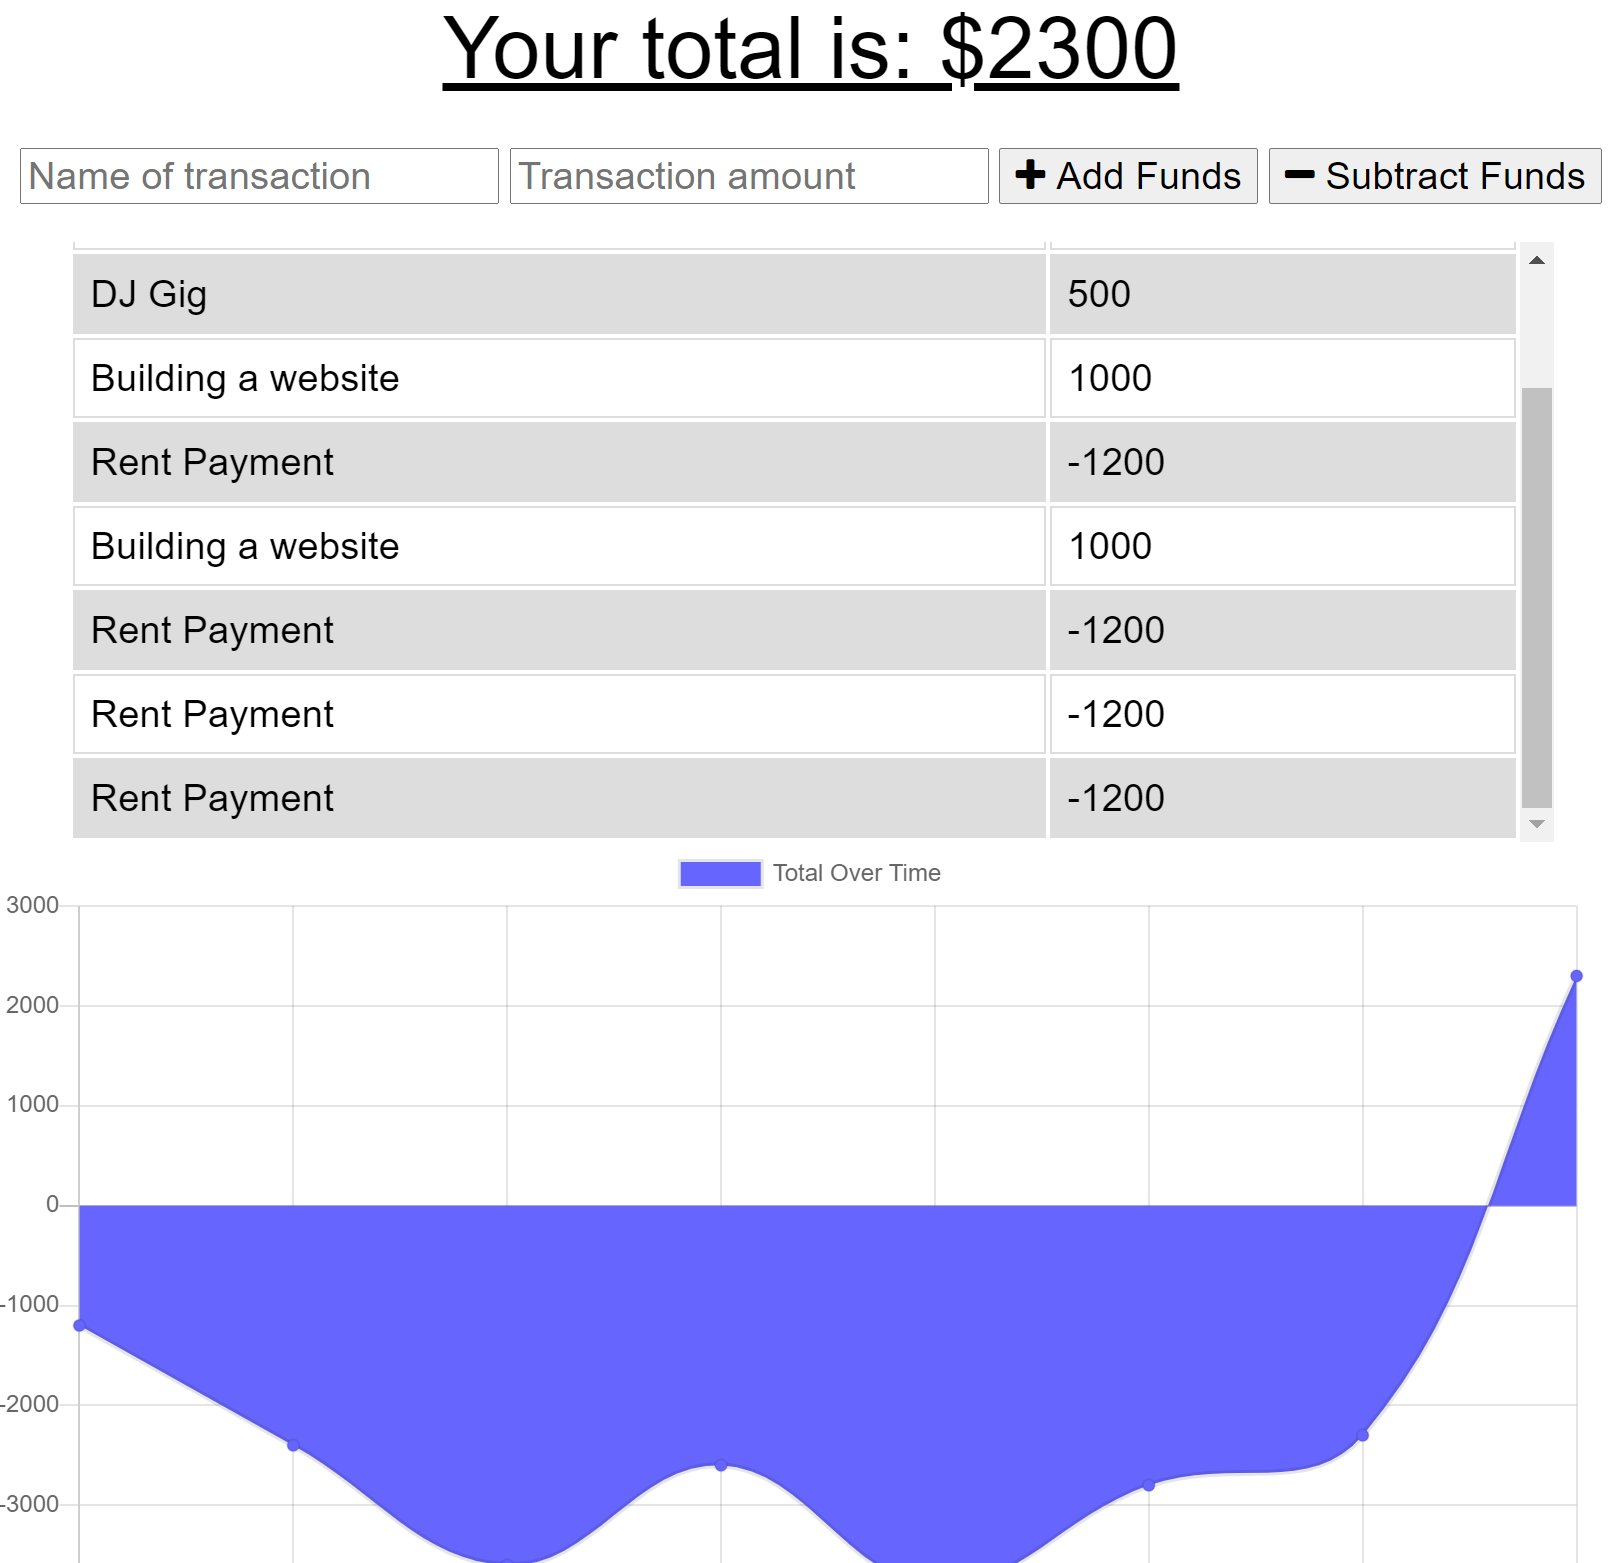 Your total is: $2300
Name of transaction Transaction amount Add Funds Subtract Funds
DJ Gig 500
Building a website 1000
Rent Payment -1200
Building a website 1000
Rent Payment -1200
Rent Payment -1200
Rent Payment -1200
Total Over Time
3000
2000
1000
0
-1000
-2000
-3000